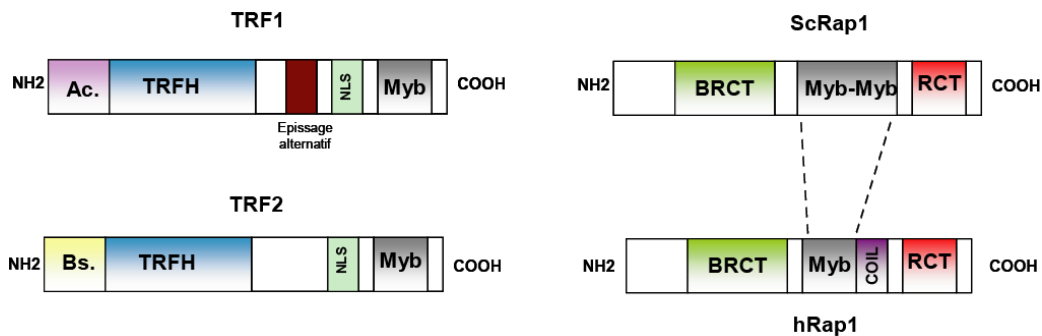 TRF1
NH2 Ac. TRFH NLS Myb COOH
Epissage
alternatif
TRF2
NH2 Bs. TRFH NLS Myb COOH
ScRap1
NH2 BRCT Myb-Myb RCT COOH
NH2 BRCT Myb COIL RCT COOH
hRap1